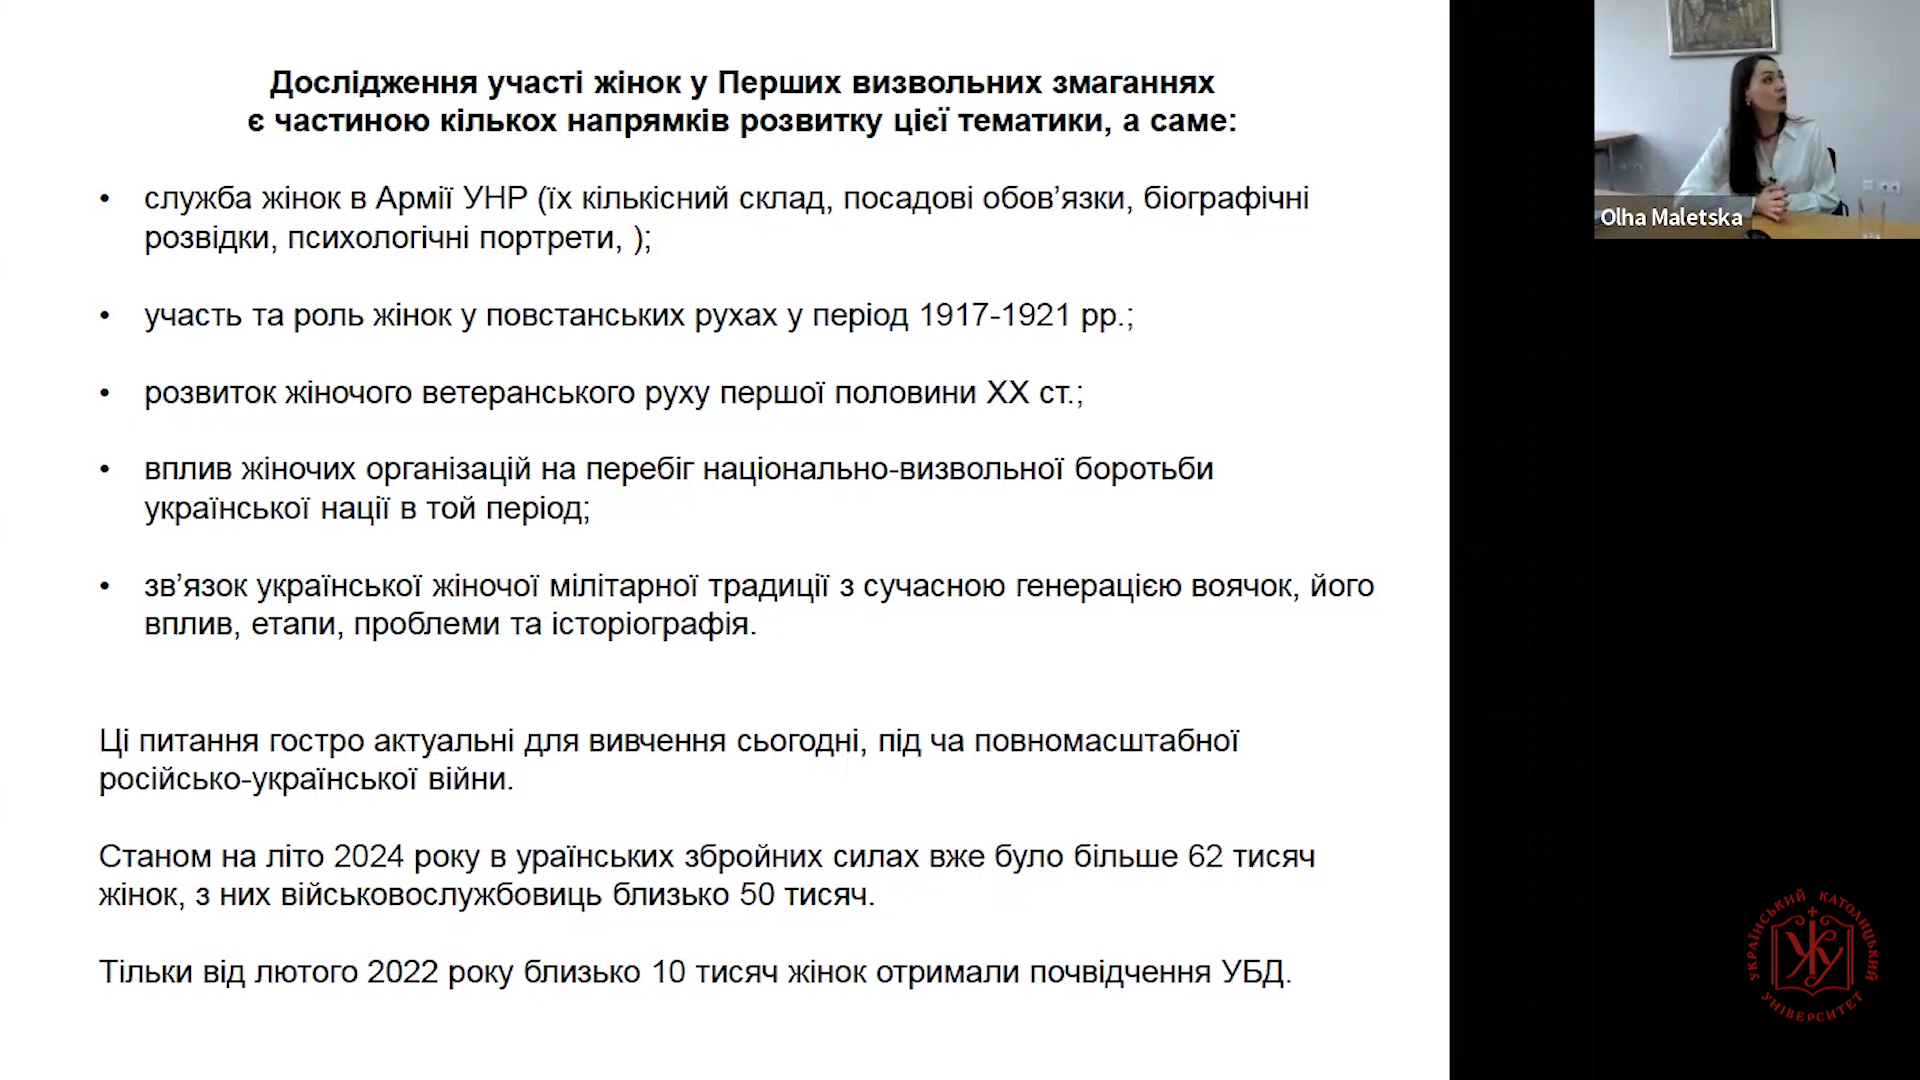 Дослідження участі жінок у Перших визвольних змаганнях
є частиною кількох напрямків розвитку цієї тематики, а саме:
• служба жінок в Армії УНР (їх кількісний склад, посадові обов’язки, біографічні
розвідки, психологічні портрети, );
• участь та роль жінок у повстанських рухах у період 1917-1921 рр.;
• розвиток жіночого ветеранського руху першої половини ХХ ст.;
• вплив жіночих організацій на перебіг національно-визвольної боротьби
української нації в той період;
• зв’язок української жіночої мілітарної традиції з сучасною генерацією воячок, його
вплив, етапи, проблеми та історіографія.
Ці питання гостро актуальні для вивчення сьогодні, під ча повномасштабної
російсько-української війни.
Станом на літо 2024 року в ураїнських збройних силах вже було більше 62 тисяч
жінок, з них військовослужбовиць близько 50 тисяч.
Тільки від лютого 2022 року близько 10 тисяч жінок отримали почвідчення УБД.
Olha Maletska
УКРАЇНСЬКИЙ КАТОЛИЦЬКИЙ
УНІВЕРСИТЕТ